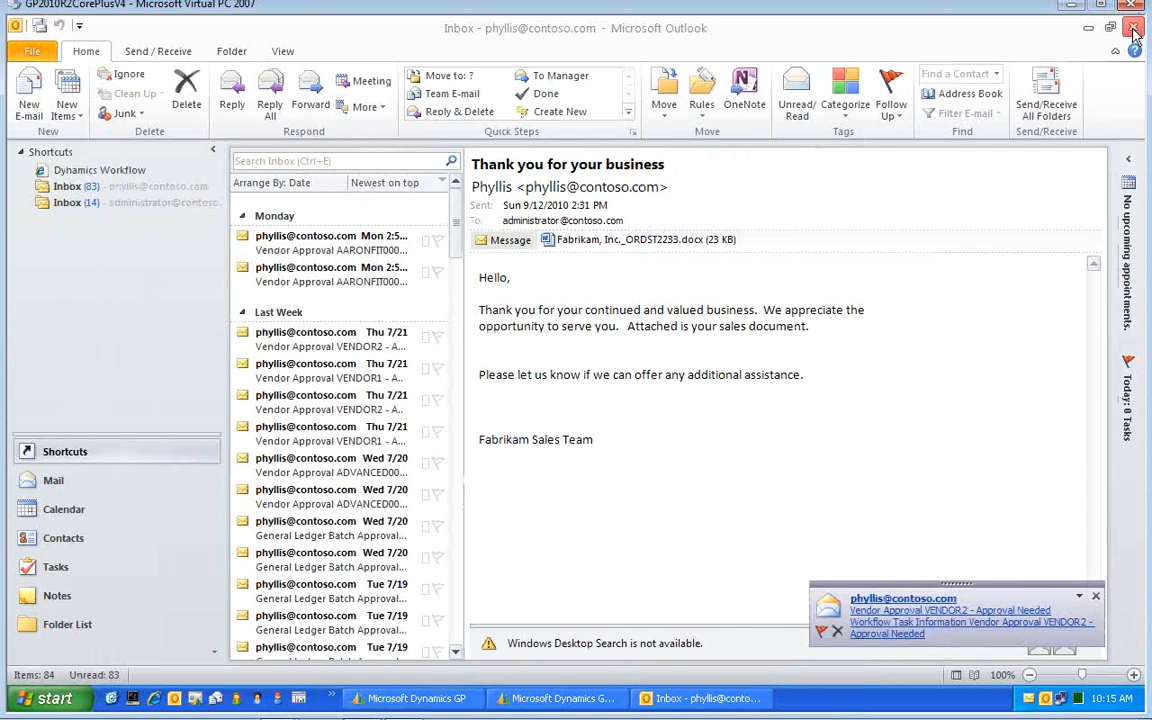 GP2010R2CorePlusV4 - Microsoft Virtual PC 2007
Inbox - phyllis@contoso.com - Microsoft Outlook
File Home Send / Receive Folder View
New E-mail
New Items
New
Ignore
Clean Up
Junk
Delete
Delete
Reply
Reply All
Forward
Meeting
More
Respond
Move to: ?
Team E-mail
Reply & Delete
To Manager
Done
Create New
Quick Steps
Move
Rules
OneNote
Move
Unread/ Read
Categorize
Follow Up
Tags
Find a Contact
Address Book
Filter E-mail
Find
Send/Receive All Folders
Send/Receive
Shortcuts
Dynamics Workflow
Inbox (83) - phyllis@contoso.com
Inbox (14) - administrator@contoso
Shortcuts
Mail
Calendar
Contacts
Tasks
Notes
Folder List
Search Inbox (Ctrl+E)
Arrange By: Date Newest on top
Monday
phyllis@contoso.com Mon 2:5...
Vendor Approval AARONFIT000...
phyllis@contoso.com Mon 2:5...
Vendor Approval AARONFIT000...
Last Week
phyllis@contoso.com Thu 7/21
Vendor Approval VENDOR2 - A...
phyllis@contoso.com Thu 7/21
Vendor Approval VENDOR1 - A...
phyllis@contoso.com Thu 7/21
Vendor Approval VENDOR2 - A...
phyllis@contoso.com Thu 7/21
Vendor Approval VENDOR1 - A...
phyllis@contoso.com Wed 7/20
Vendor Approval ADVANCED00...
phyllis@contoso.com Wed 7/20
Vendor Approval ADVANCED00...
phyllis@contoso.com Wed 7/20
General Ledger Batch Approval...
phyllis@contoso.com Wed 7/20
General Ledger Batch Approval...
phyllis@contoso.com Tue 7/19
General Ledger Batch Approval...
phyllis@contoso.com Tue 7/19
General Ledger Batch Approval...
phyllis@contoso.com Tue 7/19
Thank you for your business
Phyllis <phyllis@contoso.com>
Sent: Sun 9/12/2010 2:31 PM
To: administrator@contoso.com
Message Fabrikam, Inc._ORDST2233.docx (23 KB)
Hello,
Thank you for your continued and valued business. We appreciate the
opportunity to serve you. Attached is your sales document.
Please let us know if we can offer any additional assistance.
Fabrikam Sales Team
Windows Desktop Search is not available.
No upcoming appointments.
Today: 0 Tasks
phyllis@contoso.com
Vendor Approval VENDOR2 - Approval Needed
Workflow Task Information Vendor Approval VENDOR2 -
Approval Needed
Items: 84 Unread: 83
100%
start
Microsoft Dynamics GP
Microsoft Dynamics G...
Inbox - phyllis@conto...
10:15 AM